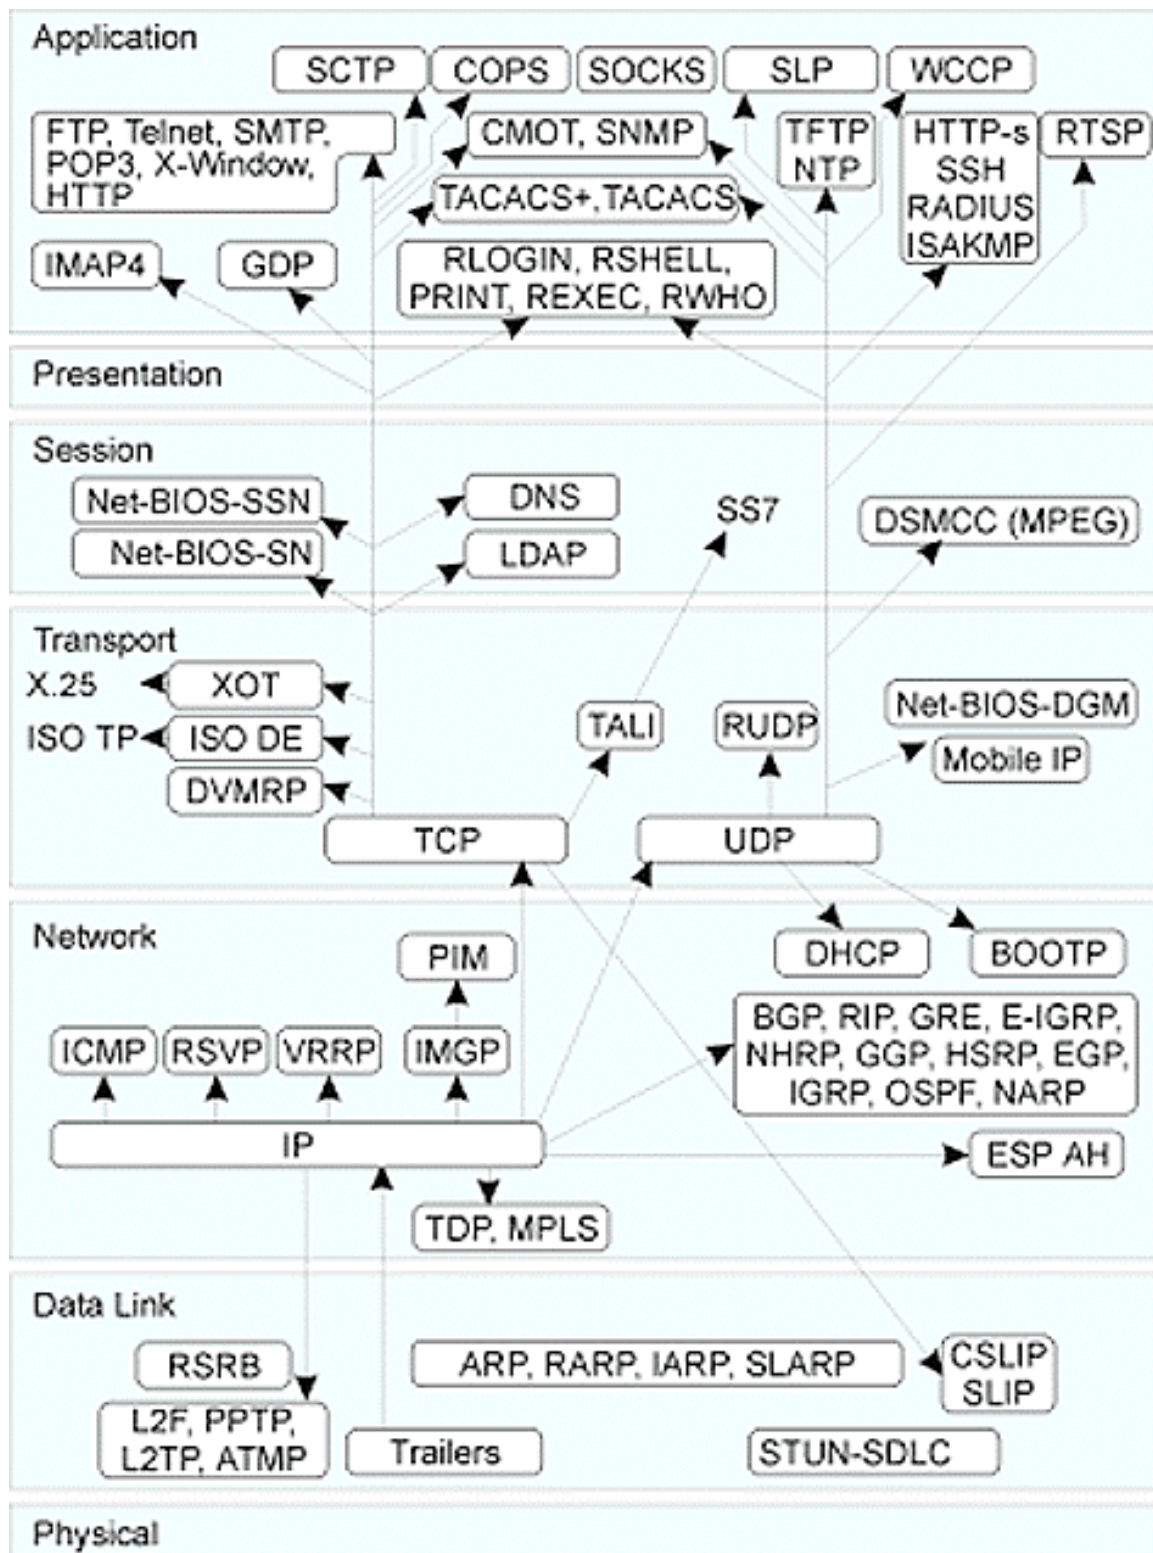 Application
SCTP
COPS
SOCKS
SLP
WCCP
FTP, Telnet, SMTP,
POP3, X-Window,
HTTP
CMOT, SNMP
TFTP
NTP
HTTP-s
SSH
RADIUS
ISAKMP
RTSP
TACACS+, TACACS
IMAP4
GDP
RLOGIN, RSHELL,
PRINT, REXEC, RWHO
Presentation
Session
Net-BIOS-SSN
DNS
SS7
DSMCC (MPEG)
Net-BIOS-SN
LDAP
Transport
X.25
XOT
ISO TP
ISO DE
DVMRP
TALI
RUDP
Net-BIOS-DGM
Mobile IP
TCP
UDP
Network
PIM
DHCP
BOOTP
ICMP
RSVP
VRRP
IMGP
BGP, RIP, GRE, E-IGRP,
NHRP, GGP, HSRP, EGP,
IGRP, OSPF, NARP
IP
ESP AH
TDP, MPLS
Data Link
RSRB
ARP, RARP, IARP, SLARP
CSLIP
SLIP
L2F, PPTP,
L2TP, ATMP
Trailers
STUN-SDLC
Physical